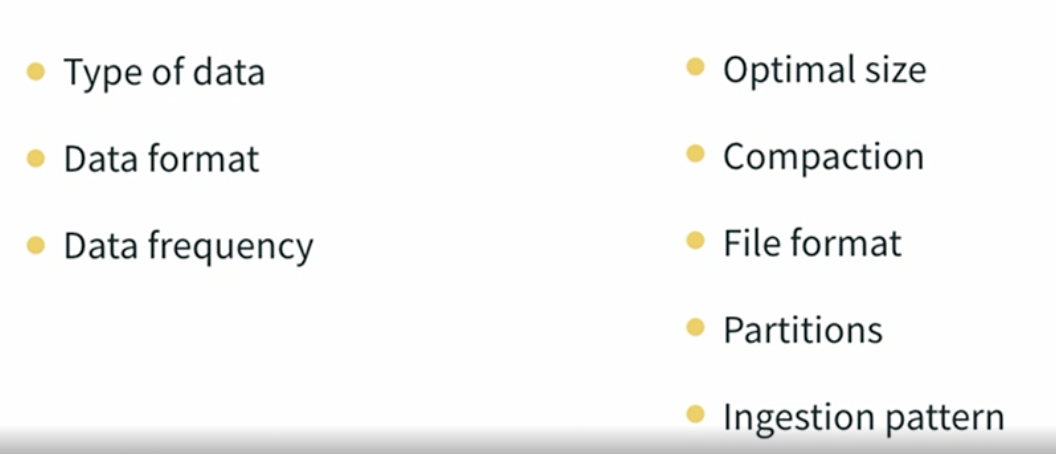 Type of data
Data format
Data frequency
Optimal size
Compaction
File format
Partitions
Ingestion pattern